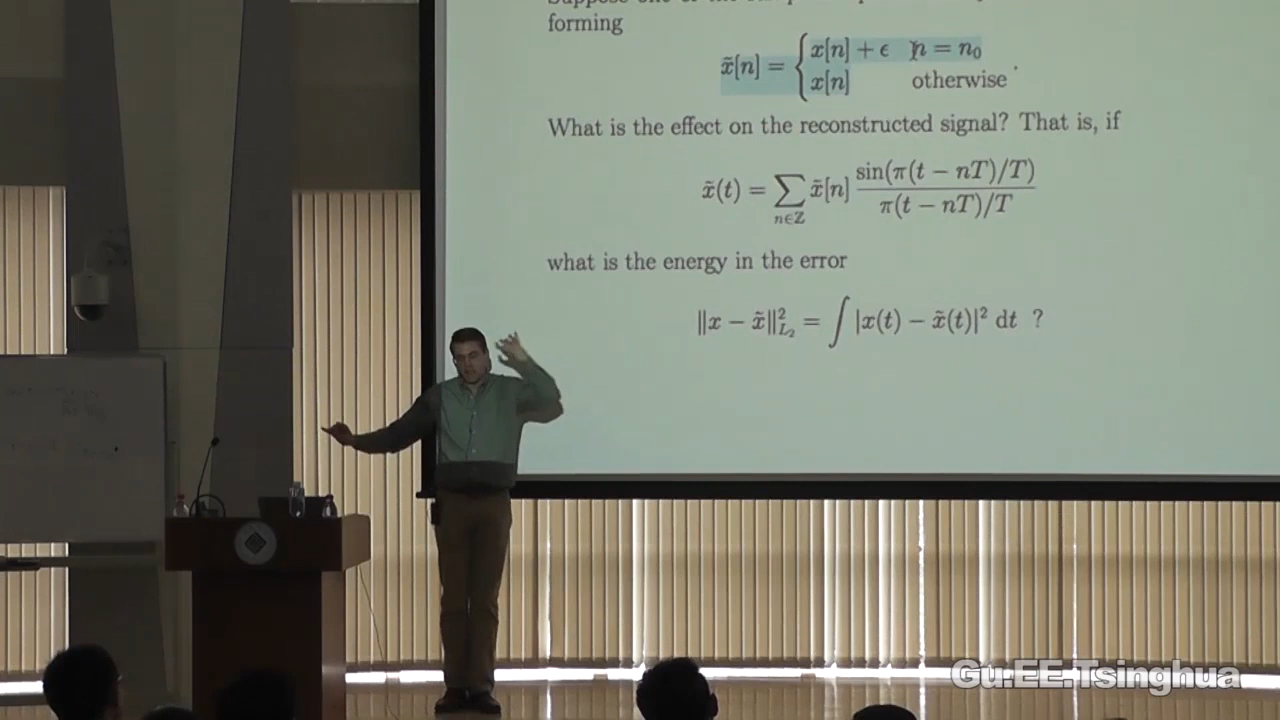 forming
x̃[n] = { x[n] + ϵ n = n₀
x[n] otherwise .
What is the effect on the reconstructed signal? That is, if
x̃(t) = ∑_{n∈ℤ} x̃[n] sin(π(t − nT)/T) / π(t − nT)/T
what is the energy in the error
‖x − x̃‖²_{L₂} = ∫ |x(t) − x̃(t)|² dt ?
Gu.EE.Tsinghua